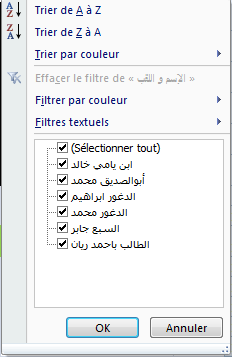 Trier de A à Z
Trier de Z à A
Trier par couleur
Effacer le filtre de « الإسم و اللقب »
Filtrer par couleur
Filtres textuels
(Sélectionner tout)
ابن يامي خالد
أبوالصديق محمد
الدغور ابراهيم
الدغور محمد
السبع جابر
الطالب باحمد ريان
OK
Annuler